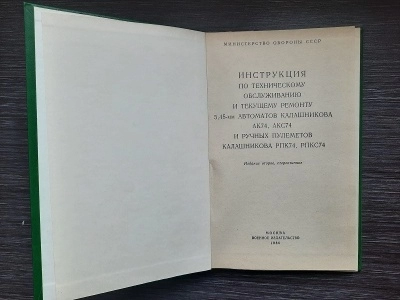 МИНИСТЕРСТВО ОБОРОНЫ СССР
ИНСТРУКЦИЯ
ПО ТЕХНИЧЕСКОМУ
ОБСЛУЖИВАНИЮ
И ТЕКУЩЕМУ РЕМОНТУ
5,45-мм АВТОМАТОВ КАЛАШНИКОВА
АК74, АКС74
И РУЧНЫХ ПУЛЕМЕТОВ
КАЛАШНИКОВА РПК74, РПКС74
Издание второе,
МОСКВА
ВОЕННОЕ ИЗДАТЕЛЬСТВО